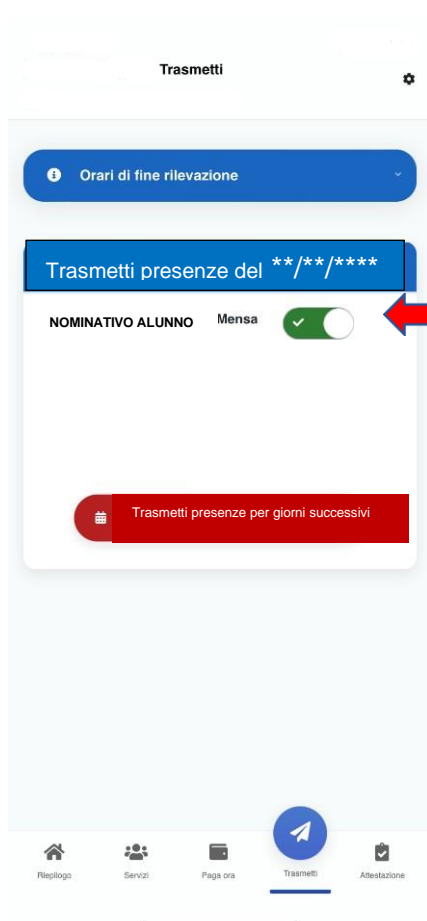 Trasmetti
Orari di fine rilevazione
Trasmetti presenze del **/**/****
NOMINATIVO ALUNNO Mensa
Trasmetti presenze per giorni successivi
Riepilogo Servizi Paga ora Trasmetti Attestazione